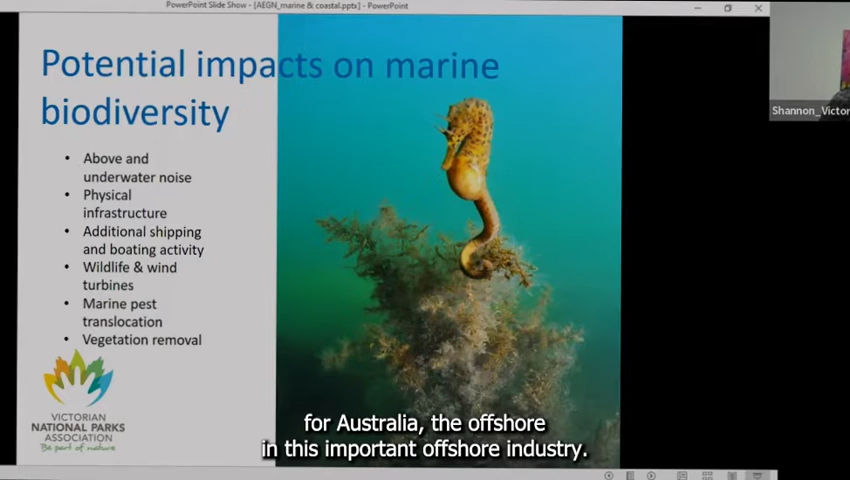 PowerPoint Slide Show - [AEGN_marine & coastal.pptx] - PowerPoint
Potential impacts on marine
biodiversity
• Above and
underwater noise
• Physical
infrastructure
• Additional shipping
and boating activity
• Wildlife & wind
turbines
• Marine pest
translocation
• Vegetation removal
VICTORIAN
NATIONAL PARKS
ASSOCIATION
Be part of nature
Shannon_Victor
for Australia, the offshore
in this important offshore industry.